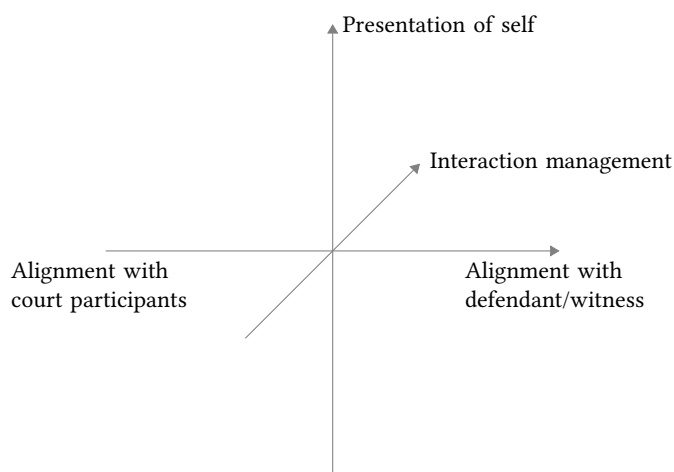 Presentation of self
Interaction management
Alignment with
court participants
Alignment with
defendant/witness